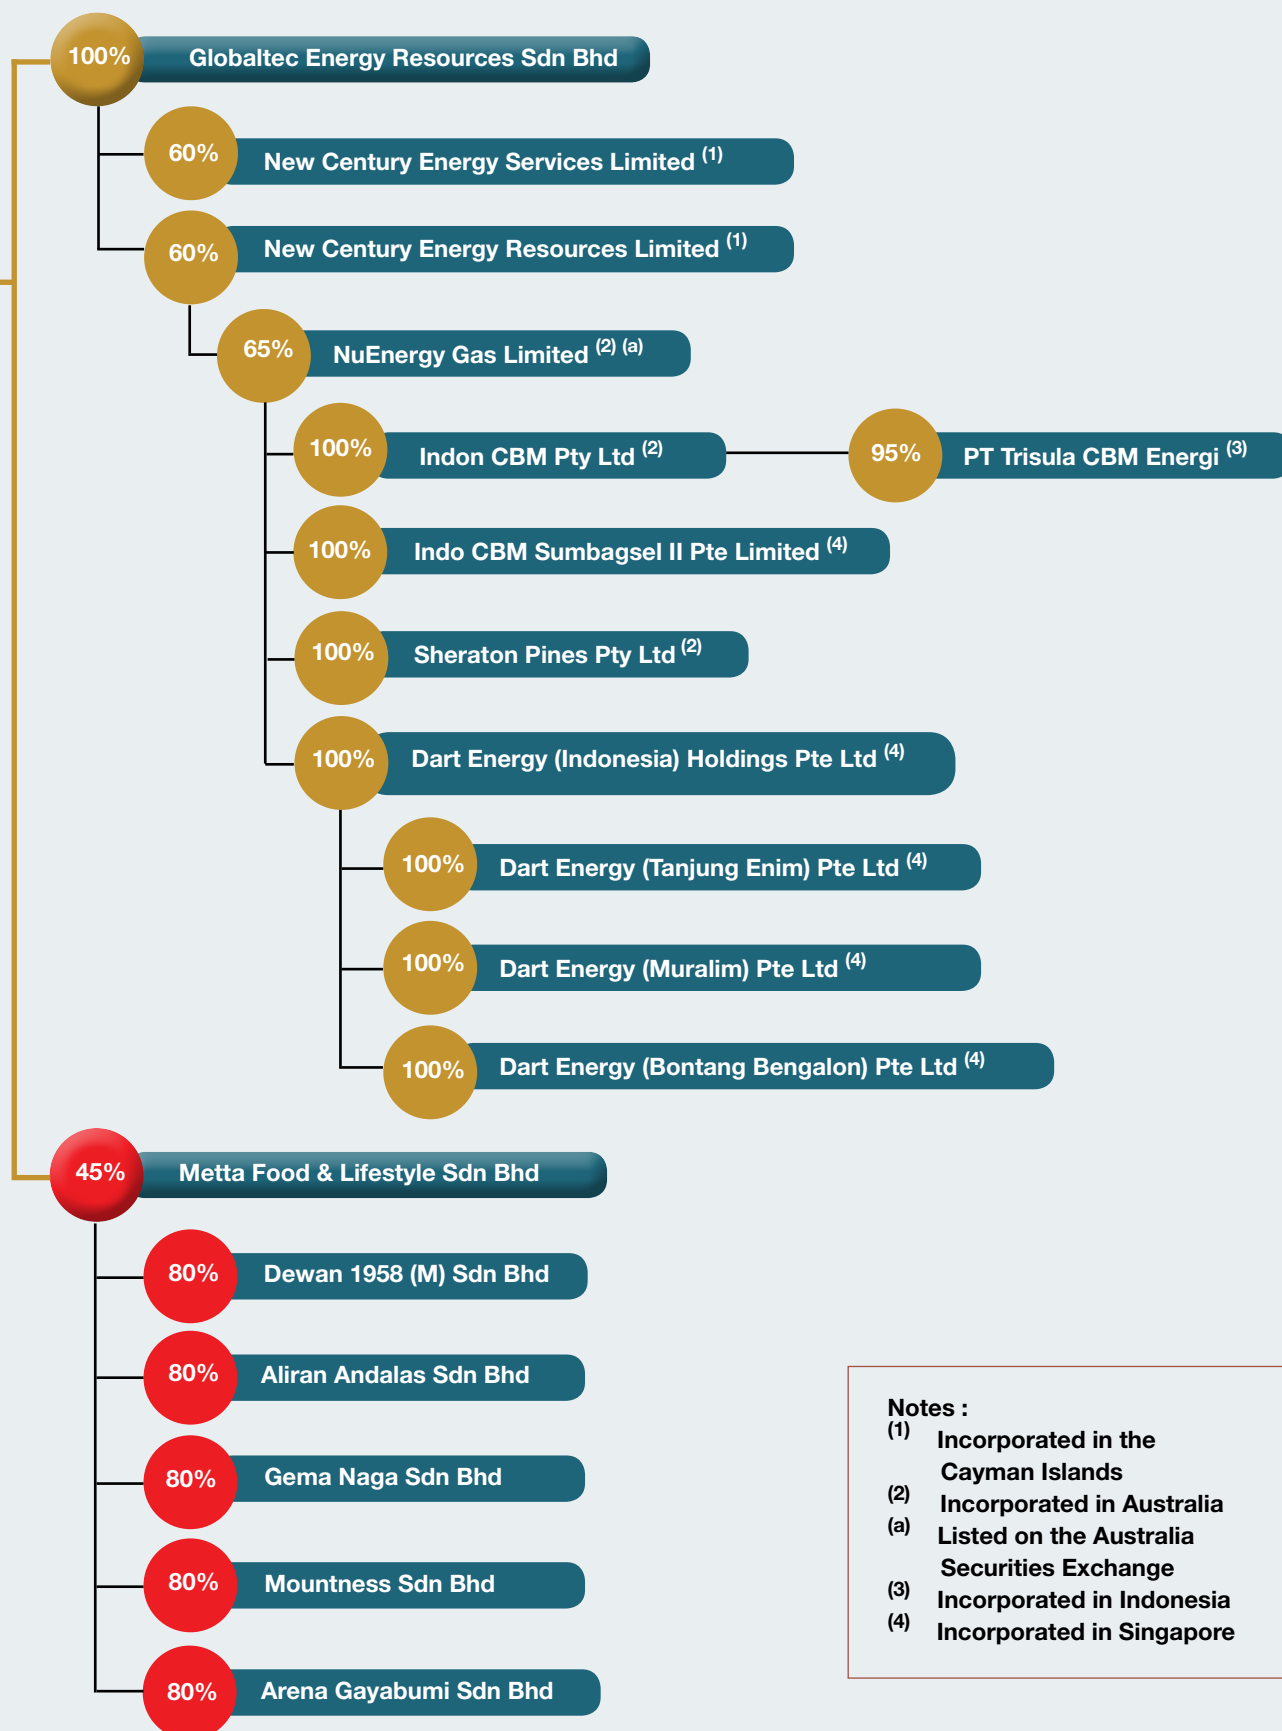 100% Globaltec Energy Resources Sdn Bhd
60% New Century Energy Services Limited (1)
60% New Century Energy Resources Limited (1)
65% NuEnergy Gas Limited (2) (a)
100% Indon CBM Pty Ltd (2) 95% PT Trisula CBM Energi (3)
100% Indo CBM Sumbagsel II Pte Limited (4)
100% Sheraton Pines Pty Ltd (2)
100% Dart Energy (Indonesia) Holdings Pte Ltd (4)
100% Dart Energy (Tanjung Enim) Pte Ltd (4)
100% Dart Energy (Muralim) Pte Ltd (4)
100% Dart Energy (Bontang Bengalon) Pte Ltd (4)
45% Metta Food & Lifestyle Sdn Bhd
80% Dewan 1958 (M) Sdn Bhd
80% Aliran Andalas Sdn Bhd
80% Gema Naga Sdn Bhd
80% Mountness Sdn Bhd
80% Arena Gayabumi Sdn Bhd
Notes :
(1) Incorporated in the
Cayman Islands
(2) Incorporated in Australia
(a) Listed on the Australia
Securities Exchange
(3) Incorporated in Indonesia
(4) Incorporated in Singapore